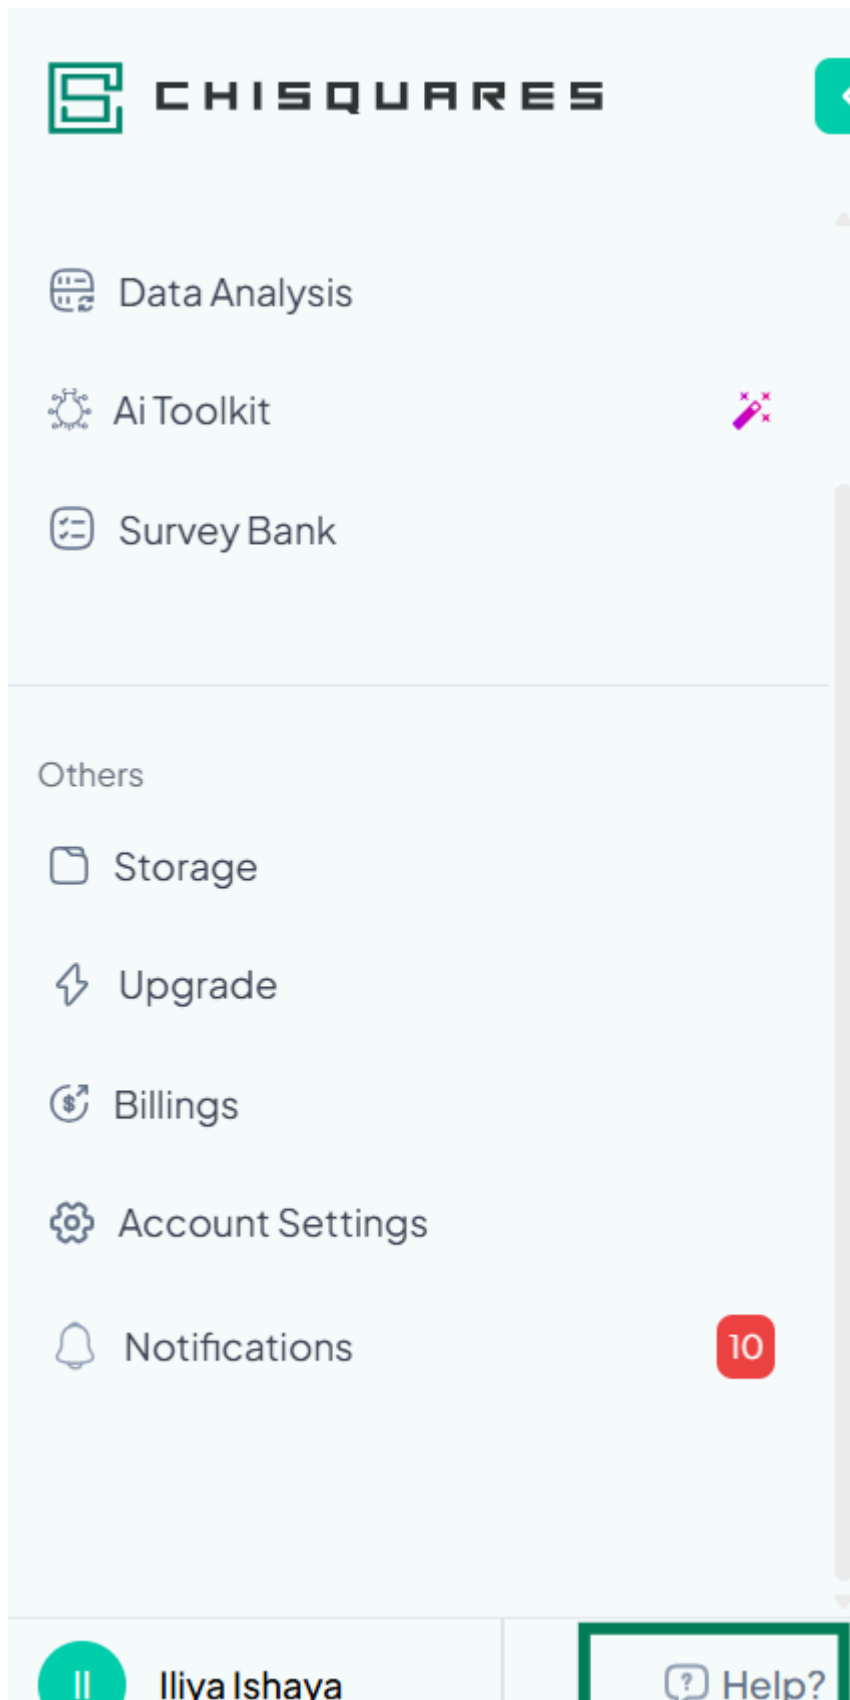 CHISQUARES
Data Analysis
Ai Toolkit
Survey Bank
Others
Storage
Upgrade
Billings
Account Settings
Notifications
10
II
Iliya Ishaya
Help?